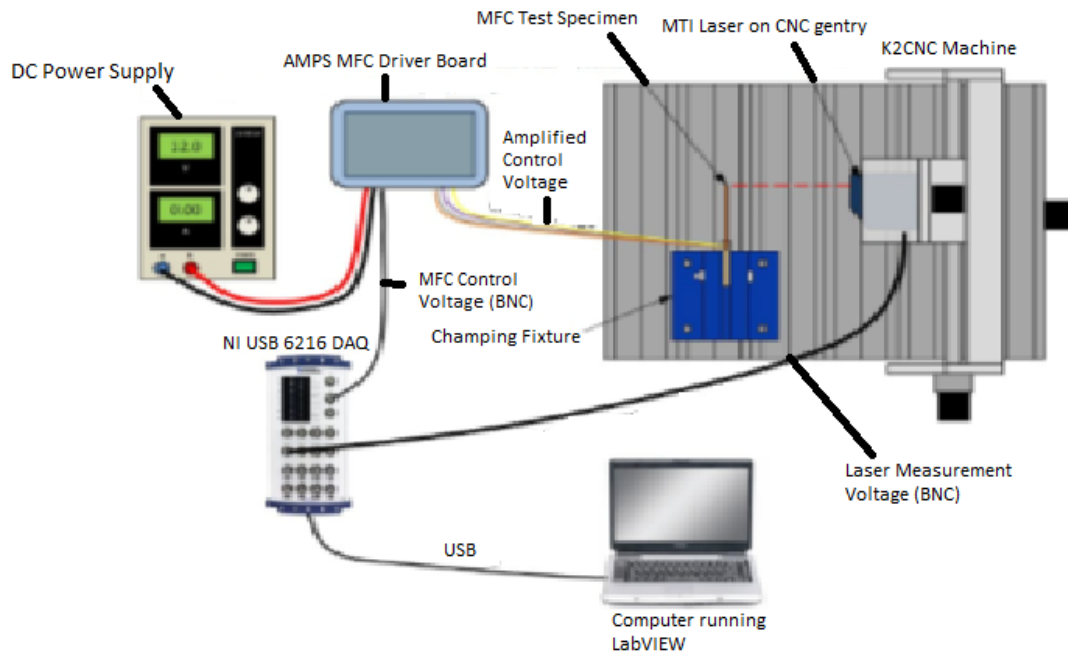 MFC Test Specimen
MTI Laser on CNC gentry
K2CNC Machine
DC Power Supply
AMPS MFC Driver Board
Amplified
Control
Voltage
12.0
0.00
MFC Control
Voltage (BNC)
Champing Fixture
NI USB 6216 DAQ
Laser Measurement
Voltage (BNC)
USB
Computer running
LabVIEW